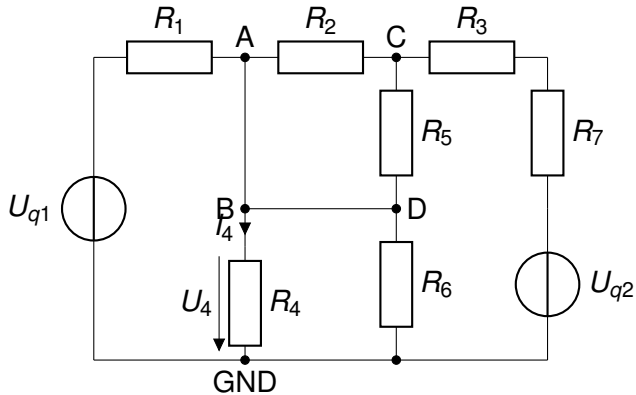 R1 A R2 C R3
R5 R7
Uq1 B D
I4
U4 R4 R6 Uq2
GND